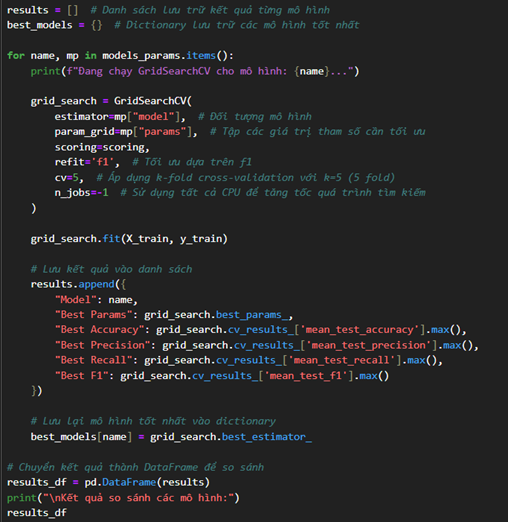 results = []  # Danh sách lưu trữ kết quả từng mô hình
best_models = {}  # Dictionary lưu trữ các mô hình tốt nhất
for name, mp in models_params.items():
    print(f"Đang chạy GridSearchCV cho mô hình: {name}...")
    grid_search = GridSearchCV(
        estimator=mp["model"],  # Đối tượng mô hình
        param_grid=mp["params"],  # Tập các giá trị tham số cần tối ưu
        scoring=scoring,
        refit='f1',  # Tối ưu dựa trên f1
        cv=5,  # Áp dụng k-fold cross-validation với k=5 (5 fold)
        n_jobs=-1  # Sử dụng tất cả CPU để tăng tốc quá trình tìm kiếm
    )
    grid_search.fit(X_train, y_train)
    # Lưu kết quả vào danh sách
    results.append({
        "Model": name,
        "Best Params": grid_search.best_params_,
        "Best Accuracy": grid_search.cv_results_['mean_test_accuracy'].max(),
        "Best Precision": grid_search.cv_results_['mean_test_precision'].max(),
        "Best Recall": grid_search.cv_results_['mean_test_recall'].max(),
        "Best F1": grid_search.cv_results_['mean_test_f1'].max()
    })
    # Lưu lại mô hình tốt nhất vào dictionary
    best_models[name] = grid_search.best_estimator_
# Chuyển kết quả thành DataFrame để so sánh
results_df = pd.DataFrame(results)
print("\nKết quả so sánh các mô hình:")
results_df